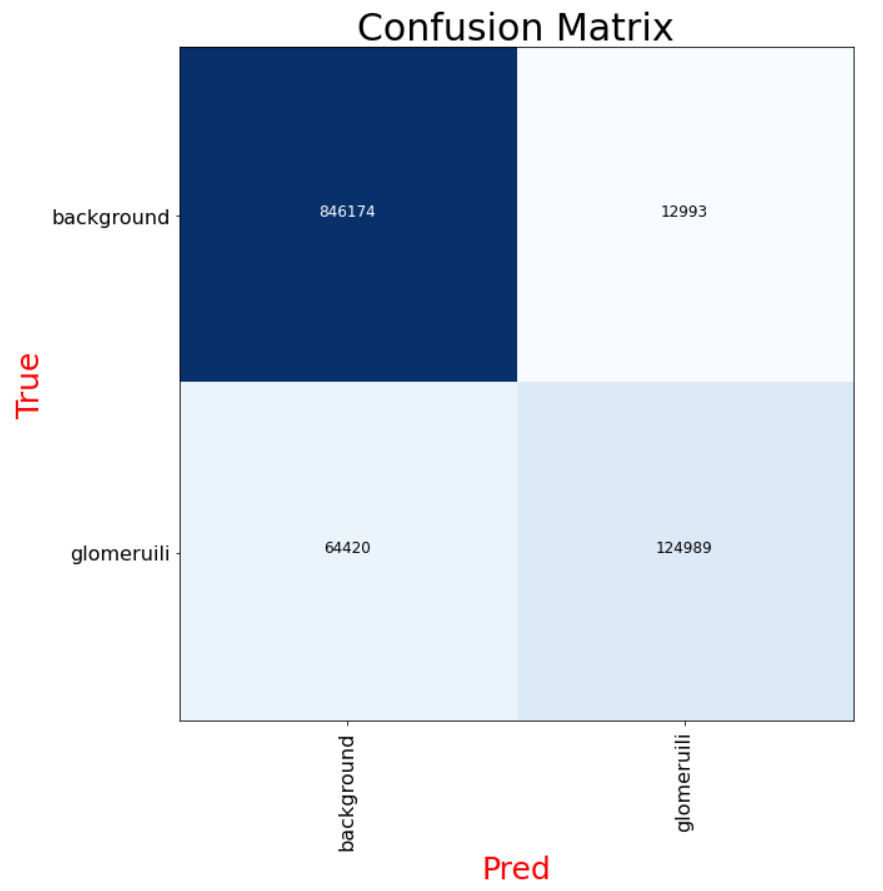 Confusion Matrix
background
846174
12993
True
glomeruili
64420
124989
background
glomeruili
Pred